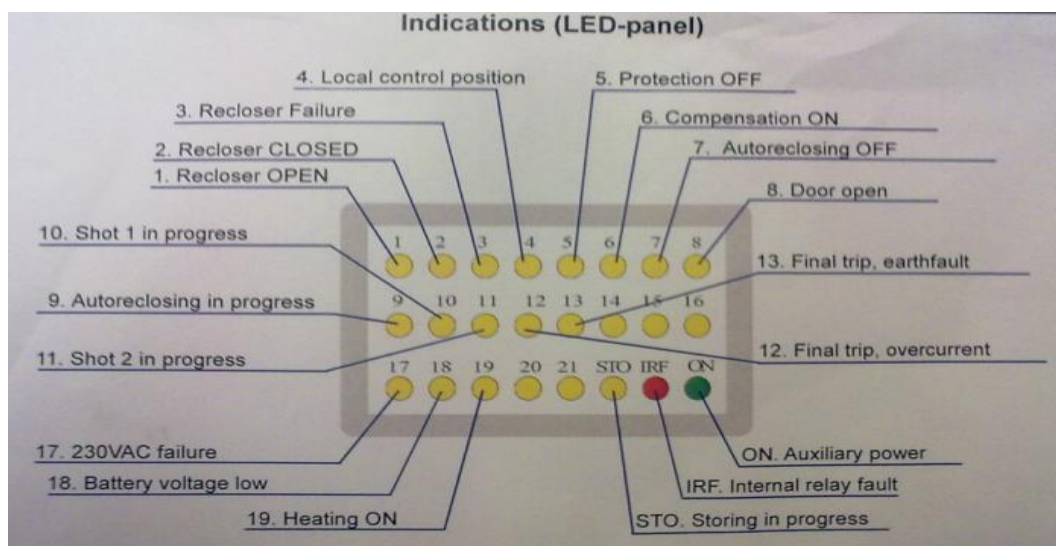 Indications (LED-panel)
4. Local control position
5. Protection OFF
3. Recloser Failure
6. Compensation ON
2. Recloser CLOSED
7. Autoreclosing OFF
1. Recloser OPEN
8. Door open
10. Shot 1 in progress
1 2 3 4 5 6 7 8
13. Final trip, earthfault
9. Autoreclosing in progress
9 10 11 12 13 14 15 16
11. Shot 2 in progress
12. Final trip, overcurrent
17 18 19 20 21 STO IRF ON
17. 230VAC failure
ON. Auxiliary power
18. Battery voltage low
IRF. Internal relay fault
19. Heating ON
STO. Storing in progress